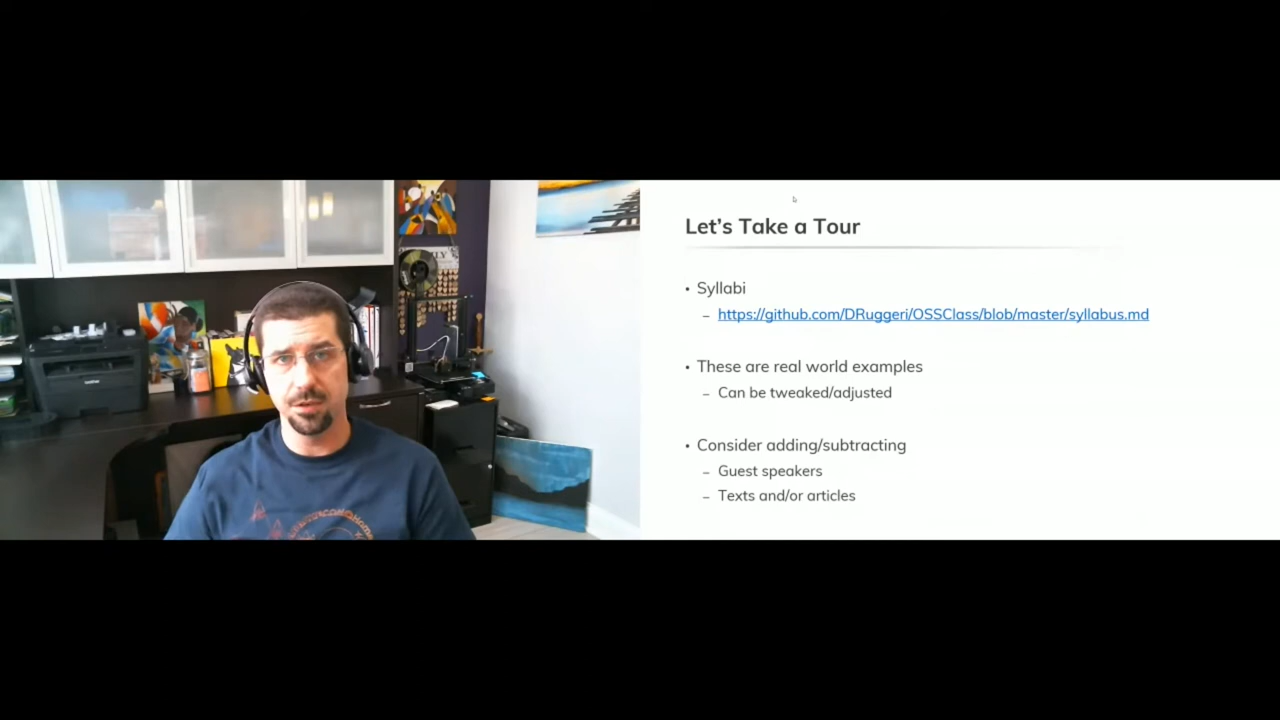 Let's Take a Tour
• Syllabi
– https://github.com/DRuggeri/OSSClass/blob/master/syllabus.md
• These are real world examples
– Can be tweaked/adjusted
• Consider adding/subtracting
– Guest speakers
– Texts and/or articles